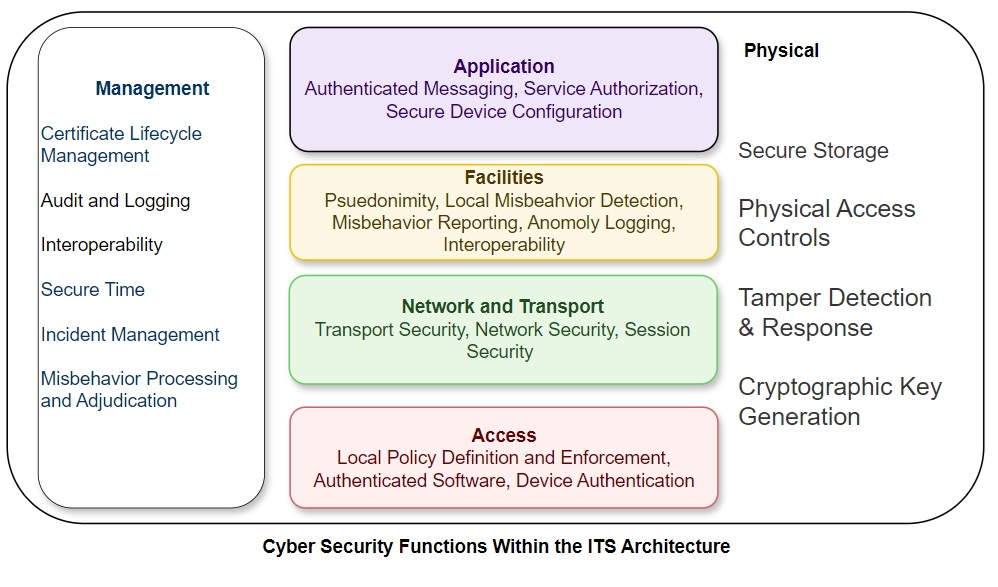 Management
Certificate Lifecycle
Management
Audit and Logging
Interoperability
Secure Time
Incident Management
Misbehavior Processing
and Adjudication
Application
Authenticated Messaging, Service Authorization,
Secure Device Configuration
Facilities
Psuedonimity, Local Misbeahvior Detection,
Misbehavior Reporting, Anomoly Logging,
Interoperability
Network and Transport
Transport Security, Network Security, Session
Security
Access
Local Policy Definition and Enforcement,
Authenticated Software, Device Authentication
Physical
Secure Storage
Physical Access
Controls
Tamper Detection
& Response
Cryptographic Key
Generation
Cyber Security Functions Within the ITS Architecture